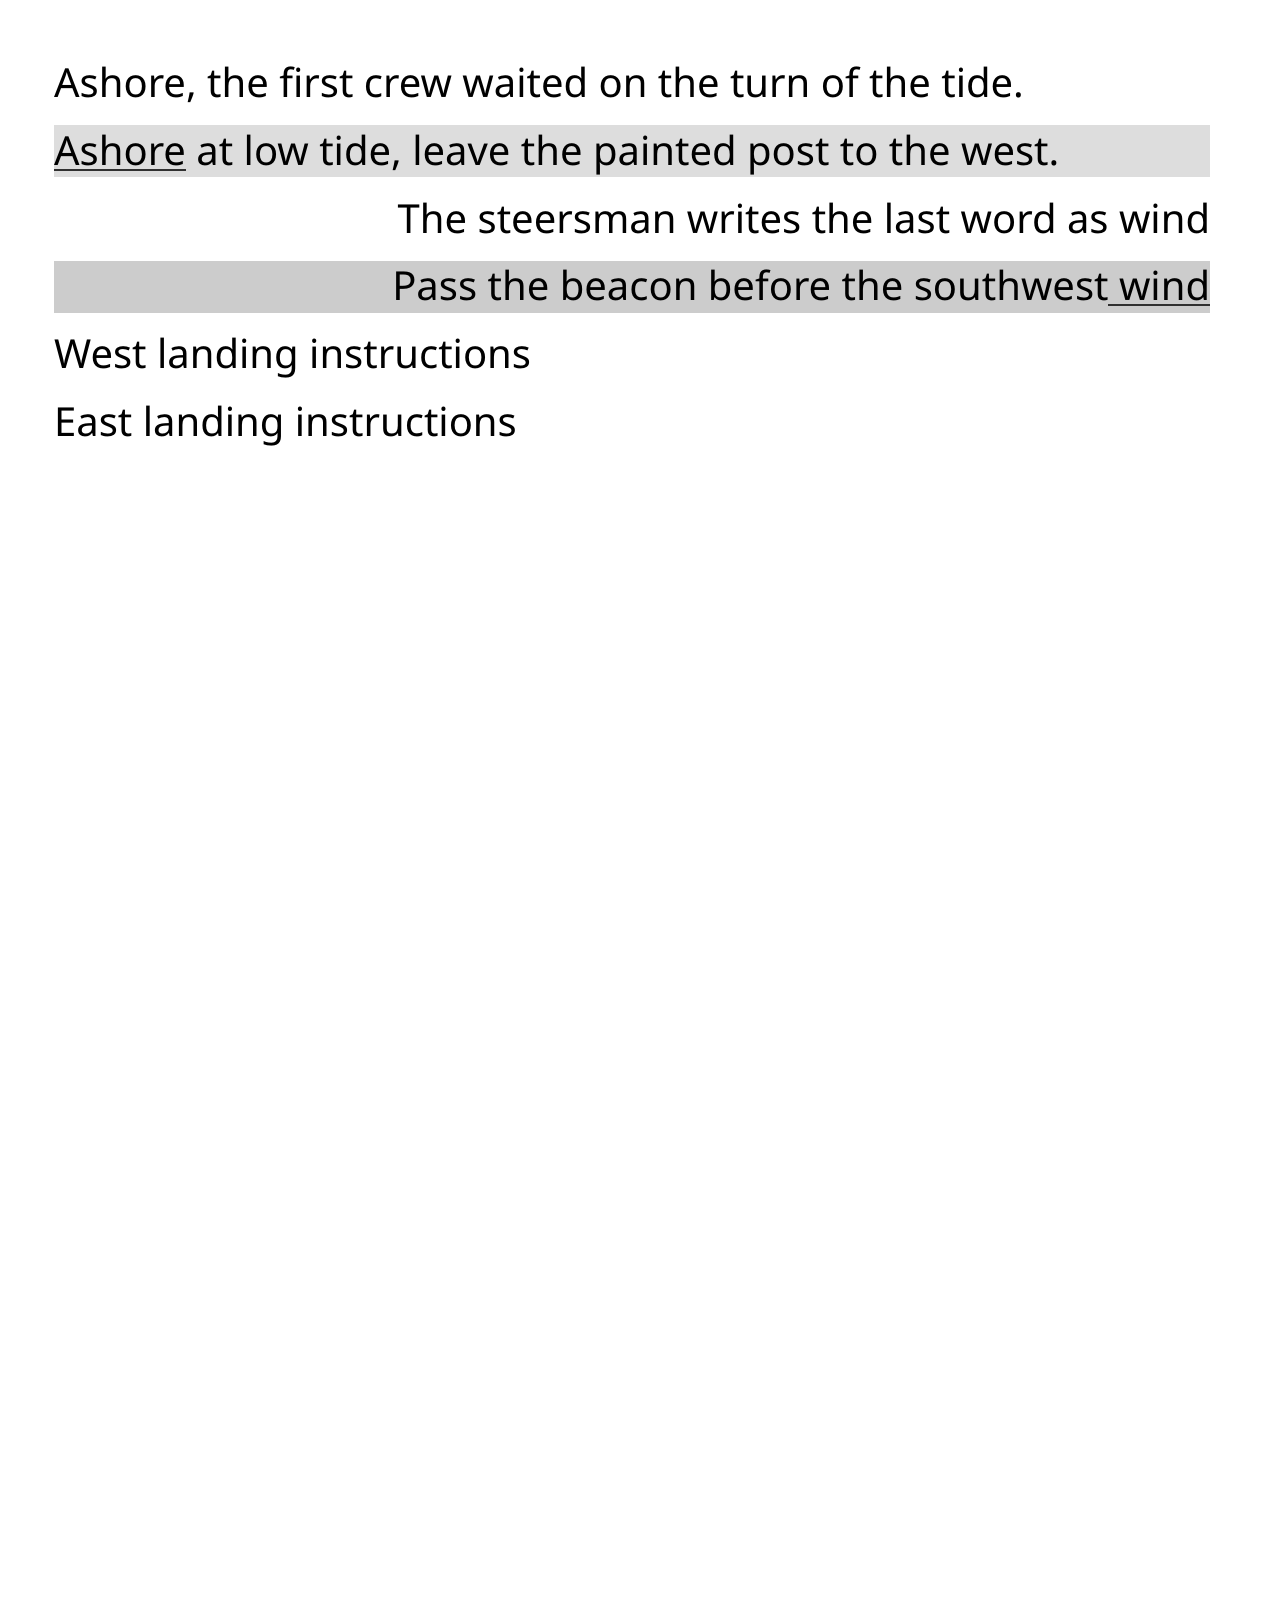 Ashore, the first crew waited on the turn of the tide.
Ashore at low tide, leave the painted post to the west.
The steersman writes the last word as wind
Pass the beacon before the southwest wind
West landing instructions
East landing instructions